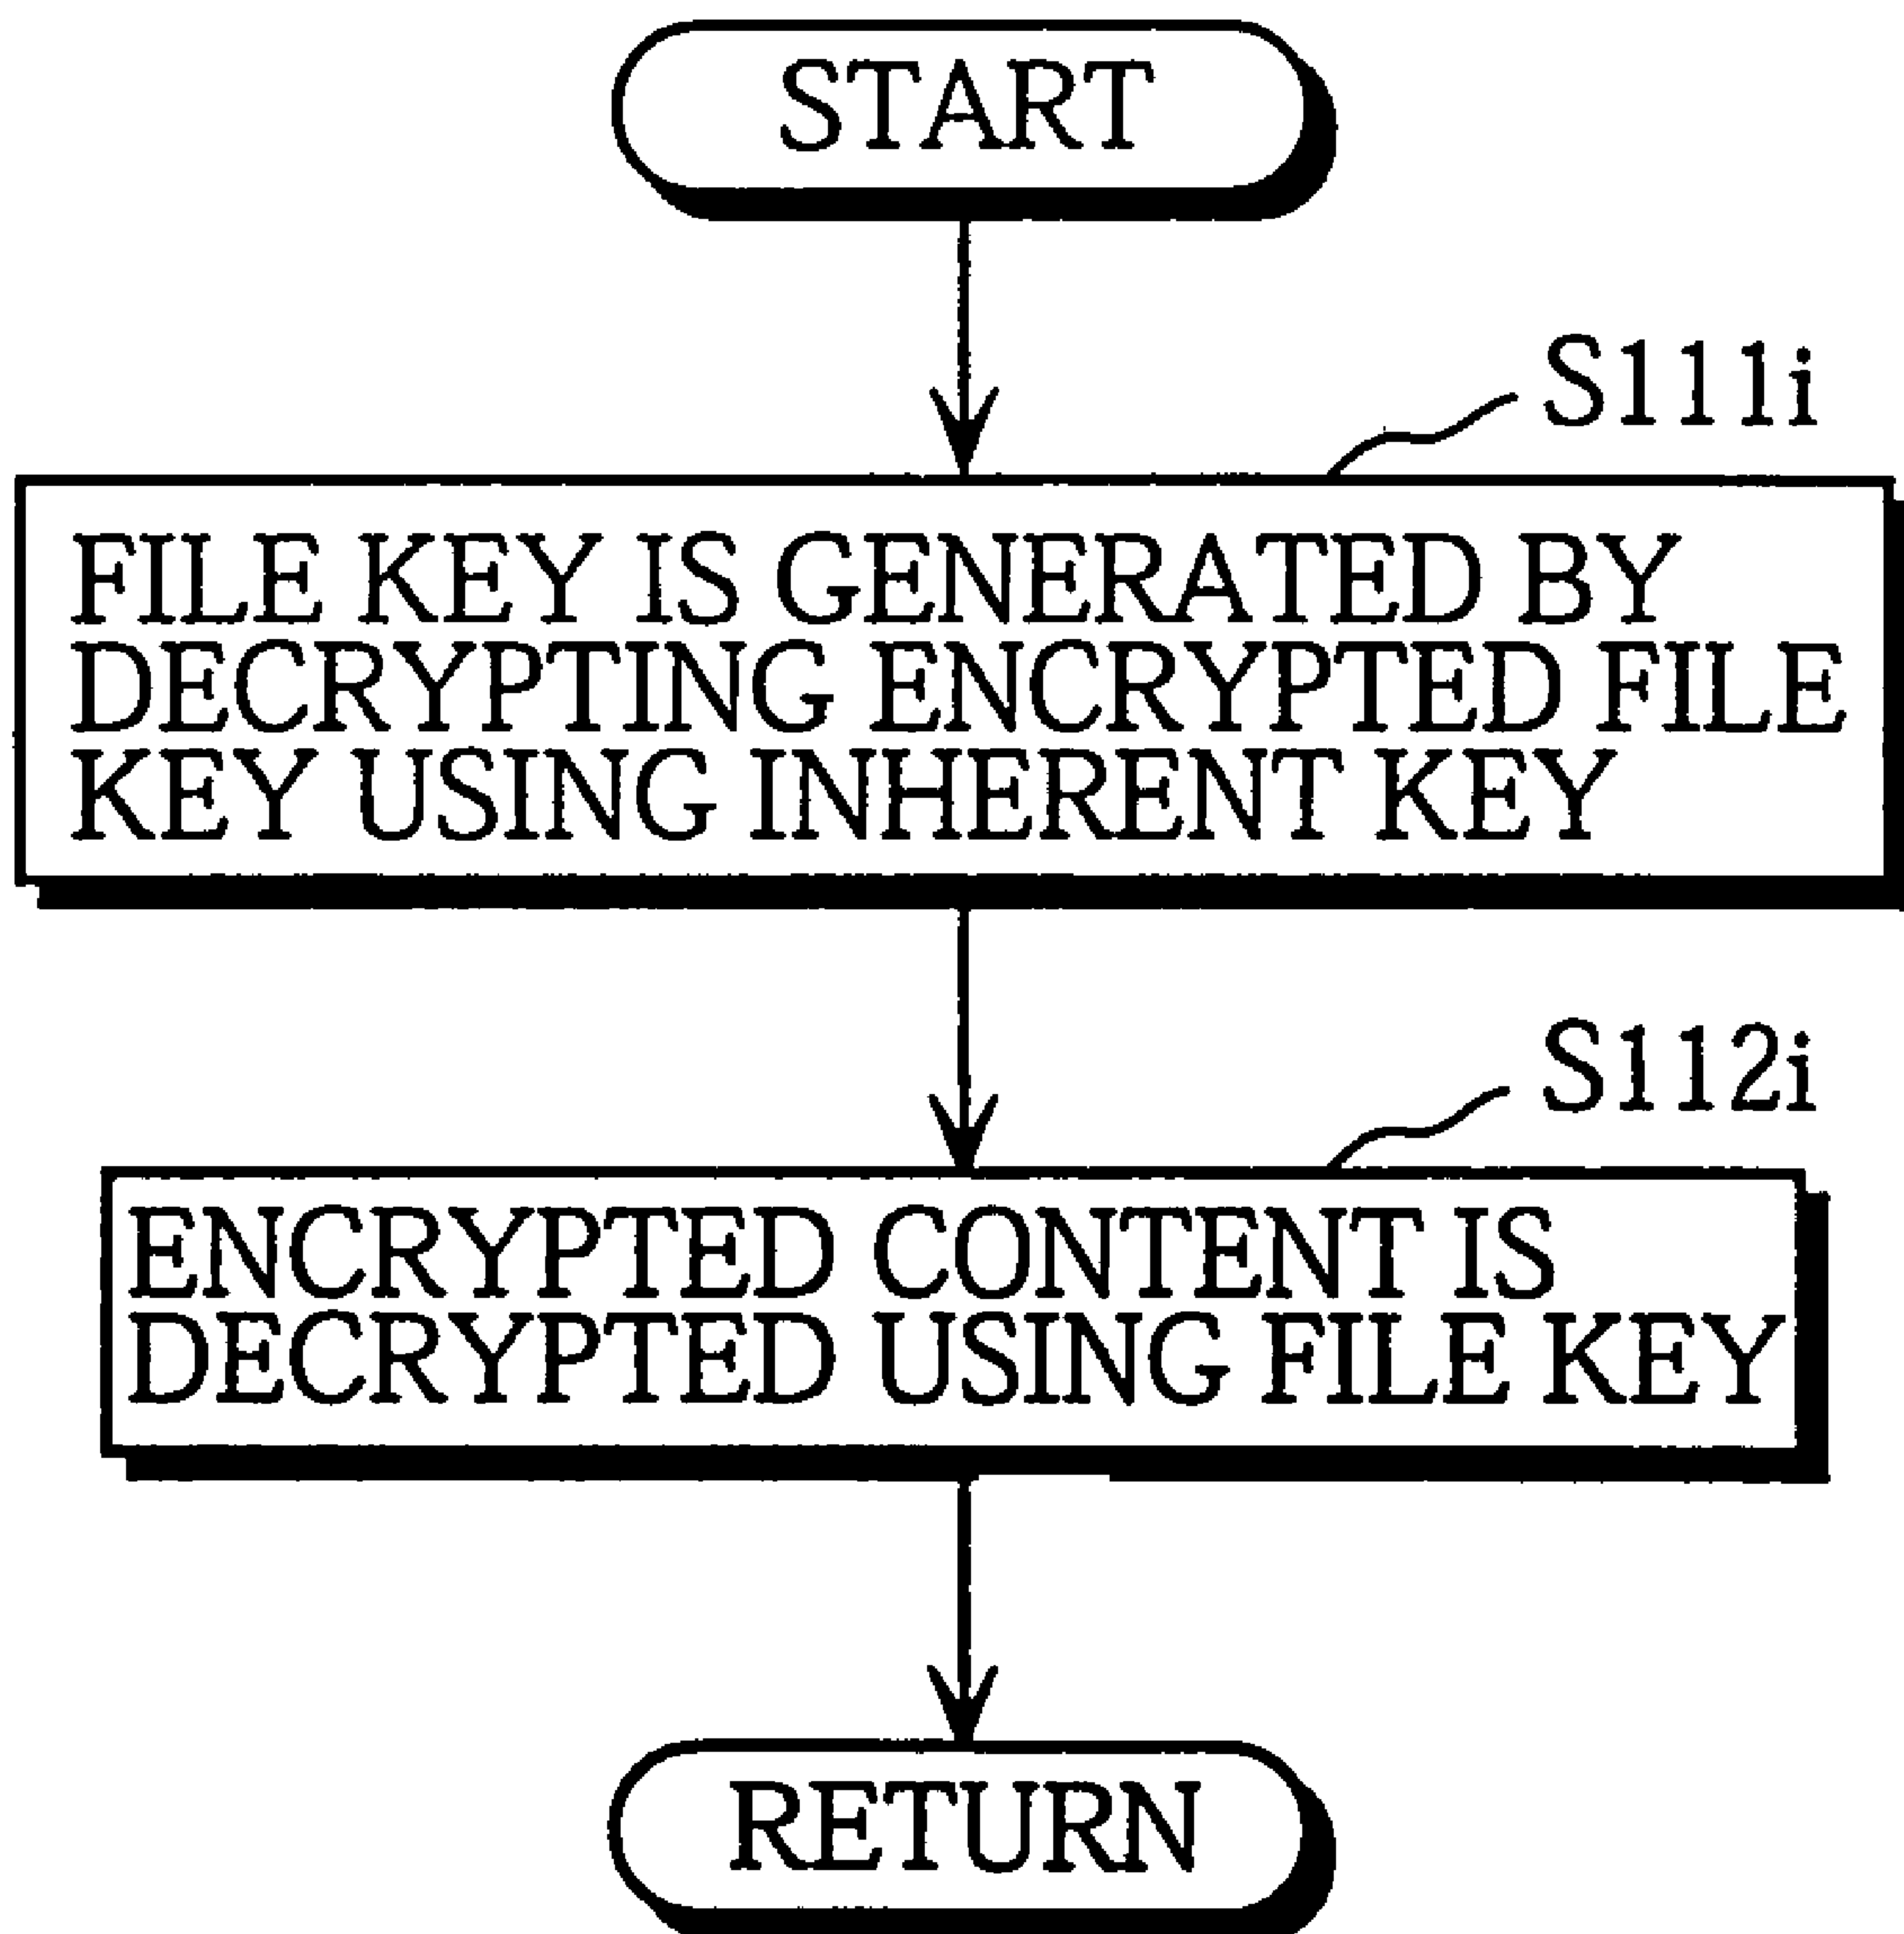 START
S111i
FILE KEY IS GENERATED BY
DECRYPTING ENCRYPTED FILE
KEY USING INHERENT KEY
S112i
ENCRYPTED CONTENT IS
DECRYPTED USING FILE KEY
RETURN